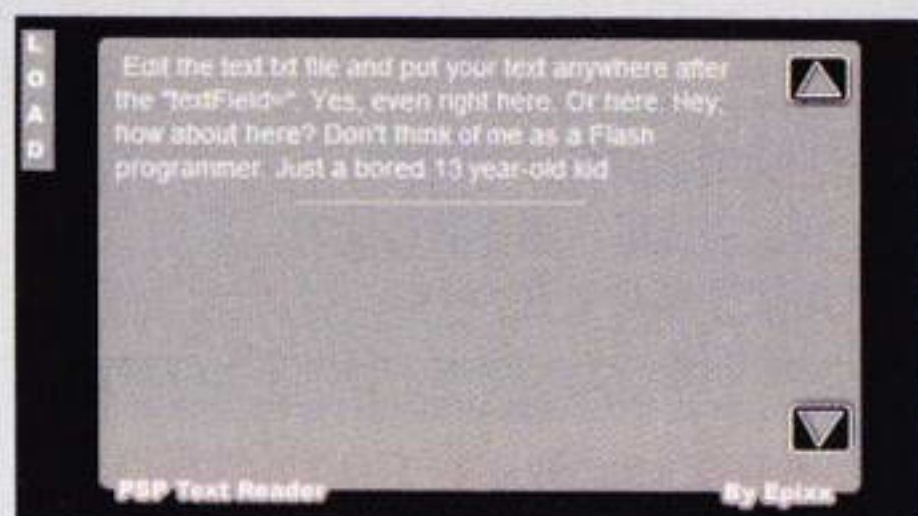 L
O
A
D
Edit the text.txt file and put your text anywhere after
the "textField=". Yes, even right here. Or here. Hey,
how about here? Don't think of me as a Flash
programmer. Just a bored 13 year-old kid
PSP Text Reader
By Epixx